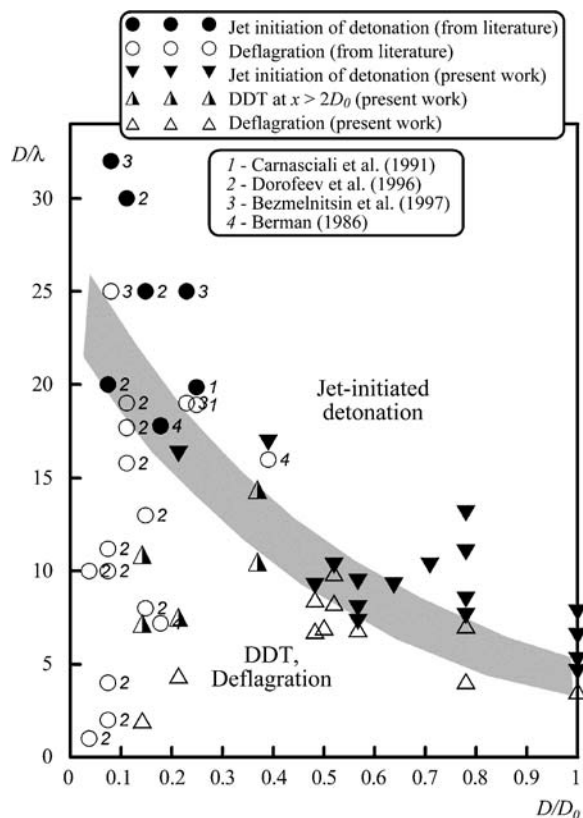 Jet initiation of detonation (from literature)
Deflagration (from literature)
Jet initiation of detonation (present work)
DDT at x > 2D₀ (present work)
Deflagration (present work)
D/λ
1 - Carnasciali et al. (1991)
2 - Dorofeev et al. (1996)
3 - Bezmelnitsin et al. (1997)
4 - Berman (1986)
3
2
30
25
3
2
3
20
2
1
2
3
1
Jet-initiated
detonation
2
4
4
2
15
2
2
10
2
2
2
4
5
DDT,
Deflagration
2
2
2
0
0
0.1
0.2
0.3
0.4
0.5
0.6
0.7
0.8
0.9
1
D/D₀